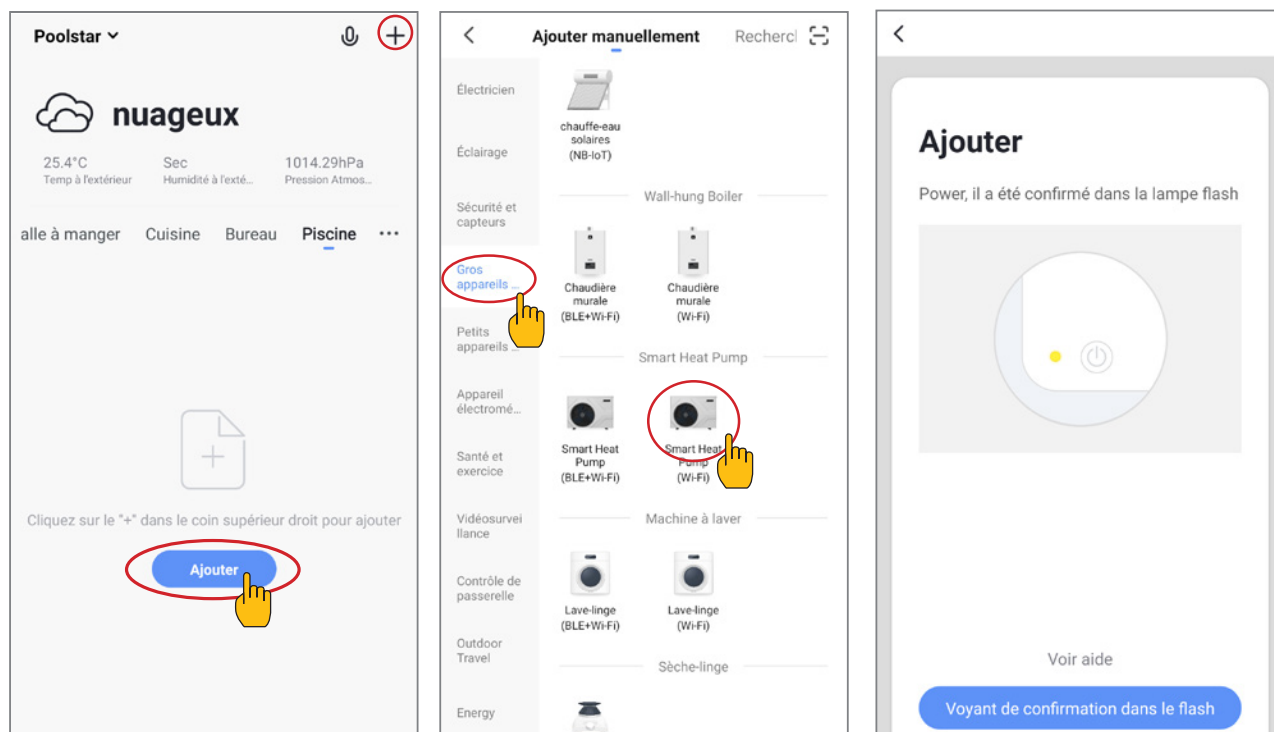 Poolstar
nuageux
25.4°C Sec 1014.29hPa
Temp à l'extérieur Humidité à l'exté... Pression Atmos...
alle à manger Cuisine Bureau Piscine ...
Cliquez sur le "+" dans le coin supérieur droit pour ajouter
Ajouter
Ajouter manuellement Recherc
Électricien
Éclairage
Sécurité et
capteurs
Gros
appareils ...
Petits
appareils ...
Appareil
électromé...
Santé et
exercice
Vidéosurvei
llance
Contrôle de
passerelle
Outdoor
Travel
Energy
chauffe-eau
solaires
(NB-IoT)
Wall-hung Boiler
Chaudière
murale
(BLE+Wi-Fi)
Chaudière
murale
(Wi-Fi)
Smart Heat Pump
Smart Heat
Pump
(BLE+Wi-Fi)
Smart Heat
Pump
(Wi-Fi)
Machine à laver
Lave-linge
(BLE+Wi-Fi)
Lave-linge
(Wi-Fi)
Sèche-linge
Ajouter
Power, il a été confirmé dans la lampe flash
Voir aide
Voyant de confirmation dans le flash